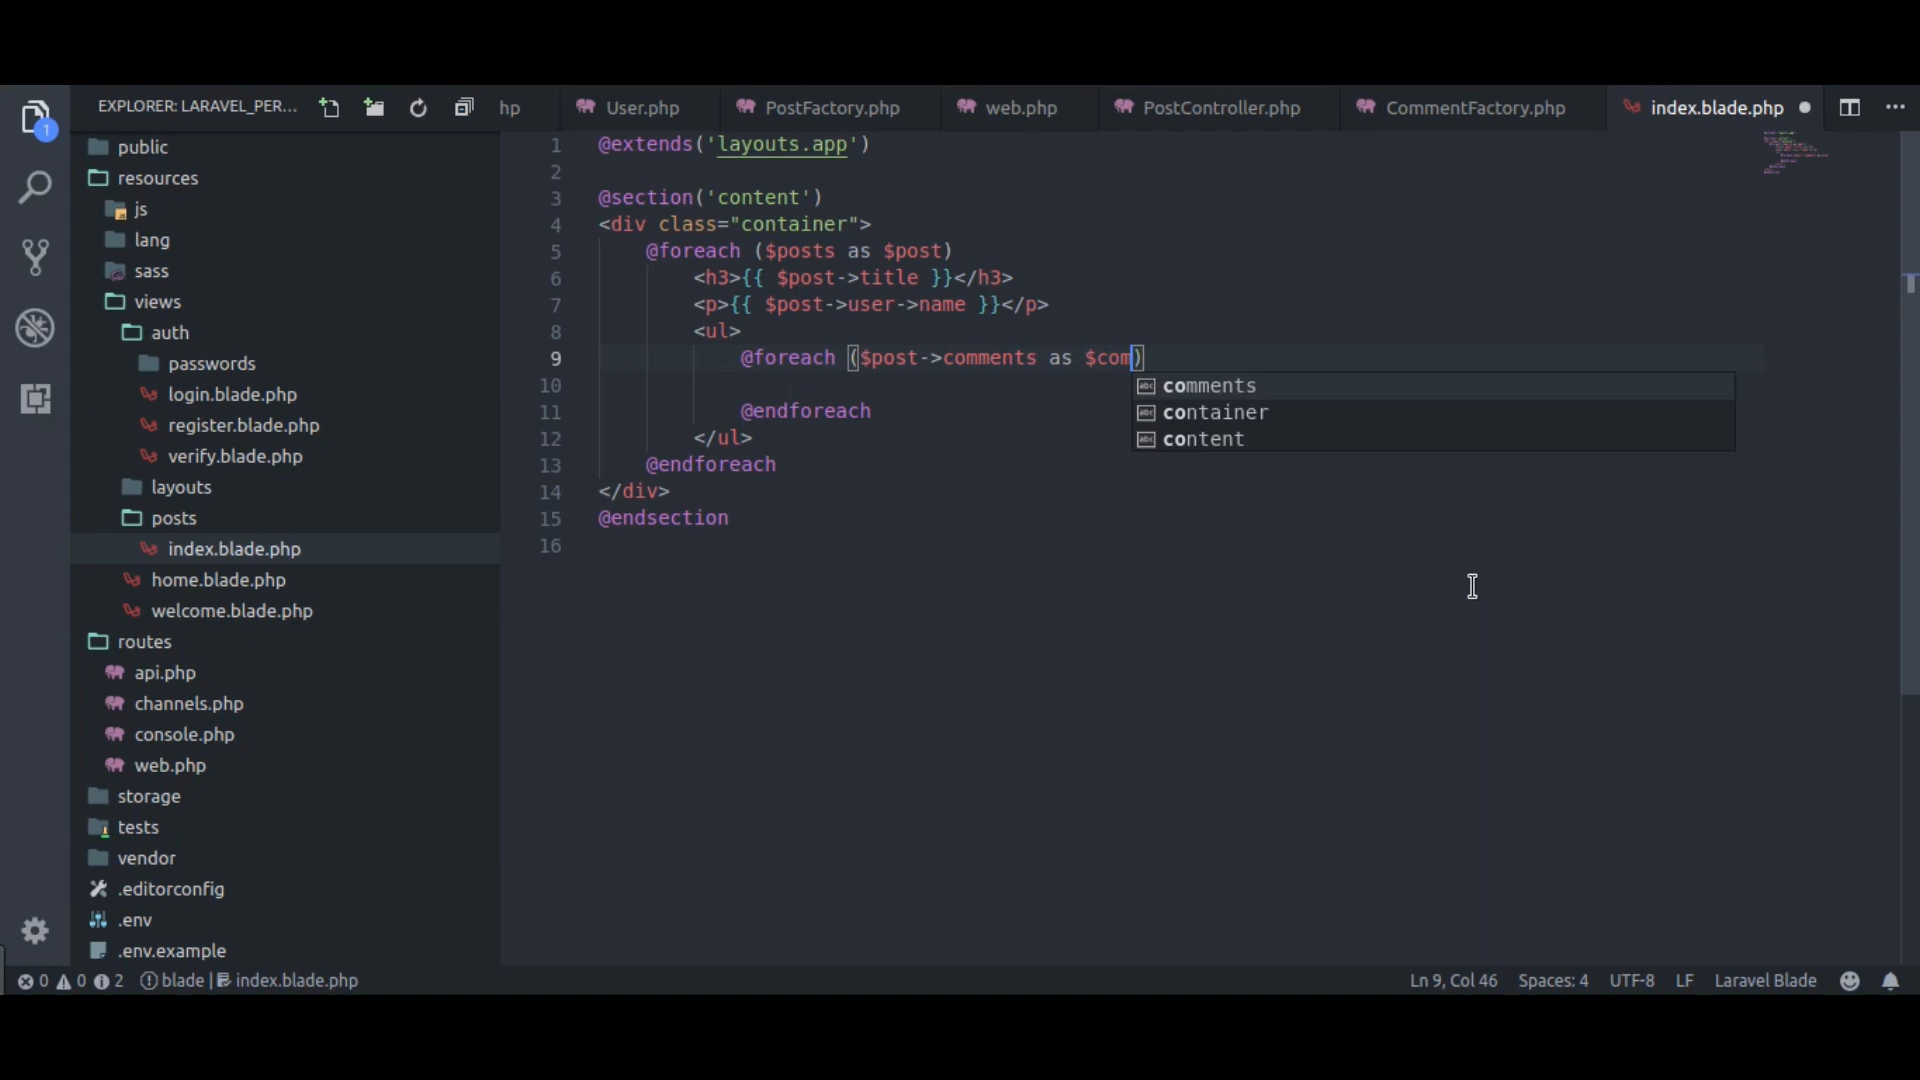 EXPLORER: LARAVEL_PER...
hp
User.php
PostFactory.php
web.php
PostController.php
CommentFactory.php
index.blade.php
public
resources
js
lang
sass
views
auth
passwords
login.blade.php
register.blade.php
verify.blade.php
layouts
posts
index.blade.php
home.blade.php
welcome.blade.php
routes
api.php
channels.php
console.php
web.php
storage
tests
vendor
.editorconfig
.env
.env.example
1 @extends('layouts.app')
2
3 @section('content')
4 <div class="container">
5 @foreach ($posts as $post)
6 <h3>{{ $post->title }}</h3>
7 <p>{{ $post->user->name }}</p>
8 <ul>
9 @foreach ($post->comments as $com)
10
11 @endforeach
12 </ul>
13 @endforeach
14 </div>
15 @endsection
16
comments
container
content
1
0 0 2 blade | index.blade.php
Ln 9, Col 46 Spaces: 4 UTF-8 LF Laravel Blade